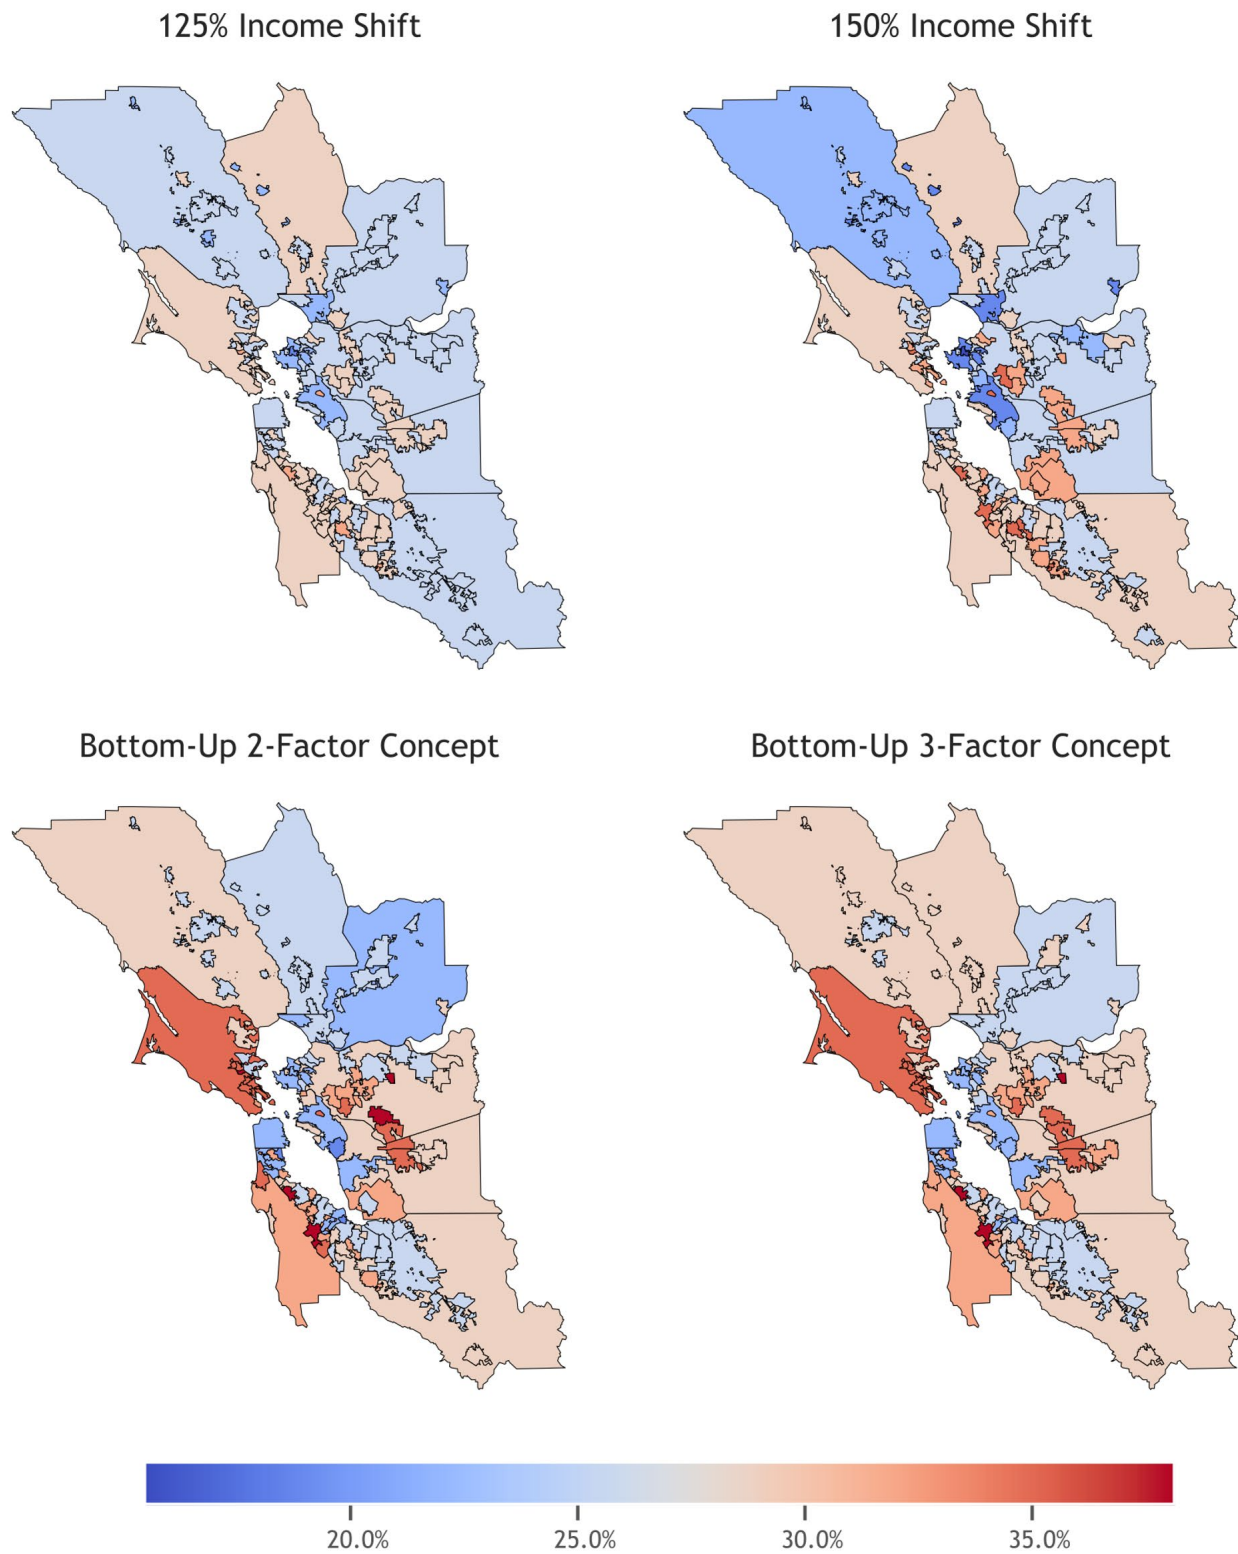 125% Income Shift
150% Income Shift
Bottom-Up 2-Factor Concept
Bottom-Up 3-Factor Concept
20.0%
25.0%
30.0%
35.0%